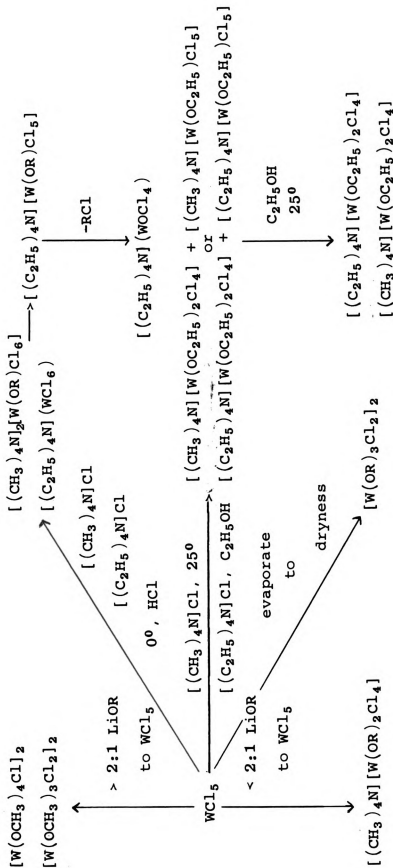 [W(OCH3)4Cl]2
[W(OCH3)3Cl2]2
> 2:1 LiOR
to WCl5
WCl5
< 2:1 LiOR
to WCl5
[(CH3)4N][W(OR)2Cl4]
[(CH3)4N]2[W(OR)Cl6]
[(C2H5)4N](WCl6)
[(CH3)4N]Cl
[(C2H5)4N]Cl
0⁰, HCl
[(C2H5)4N][W(OR)Cl5]
-RCl
[(C2H5)4N](WOCl4)
[(CH3)4N]Cl, 25⁰
[(C2H5)4N]Cl, C2H5OH
[(CH3)4N][W(OC2H5)2Cl4] + [(CH3)4N][W(OC2H5)Cl5]
or
[(C2H5)4N][W(OC2H5)2Cl4] + [(C2H5)4N][W(OC2H5)Cl5]
C2H5OH
25⁰
[(C2H5)4N][W(OC2H5)2Cl4]
[(CH3)4N][W(OC2H5)2Cl4]
evaporate
to
dryness
[W(OR)3Cl2]2